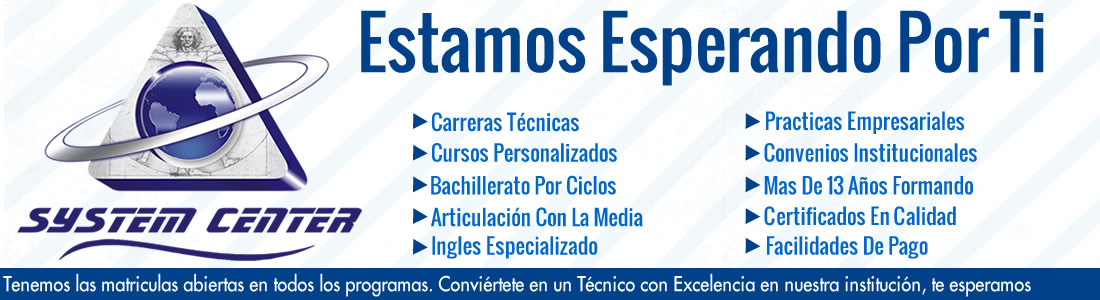 Estamos Esperando Por Ti
Carreras Técnicas
Cursos Personalizados
Bachillerato Por Ciclos
Articulación Con La Media
Ingles Especializado
Practicas Empresariales
Convenios Institucionales
Mas De 13 Años Formando
Certificados En Calidad
Facilidades De Pago
SYSTEM CENTER
Tenemos las matriculas abiertas en todos los programas. Conviértete en un Técnico con Excelencia en nuestra institución, te esperamos